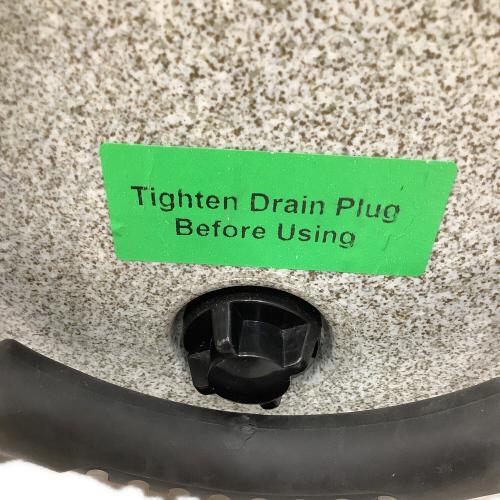 Tighten Drain Plug
Before Using